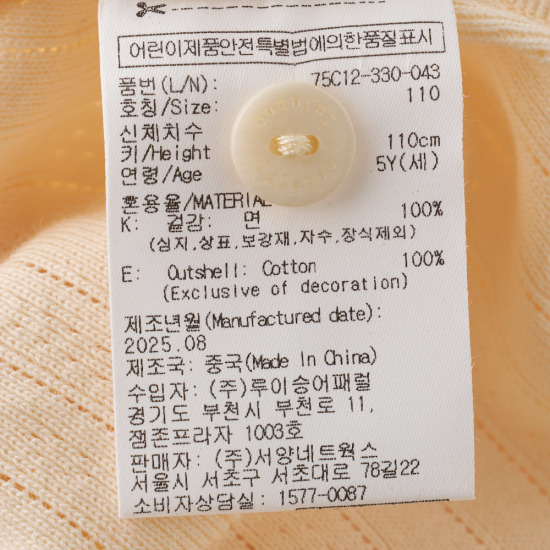 어린이제품안전특별법에의한품질표시
품번(L/N): 75C12-330-043
호칭/Size: 110
신체치수
키/Height 110cm
연령/Age 5Y(세)
혼용율/MATERIAL
K: 겉감: 면 100%
(심지,상표,보강재,자수,장식제외)
E: Outshell: Cotton 100%
(Exclusive of decoration)
제조년월(Manufactured date):
2025.08
제조국: 중국(Made In China)
수입자: (주)루이승어패럴
경기도 부천시 부천로 11,
잼존프라자 1003호
판매자: (주)서양네트웍스
서울시 서초구 서초대로 78길22
소비자상담실: 1577-0087